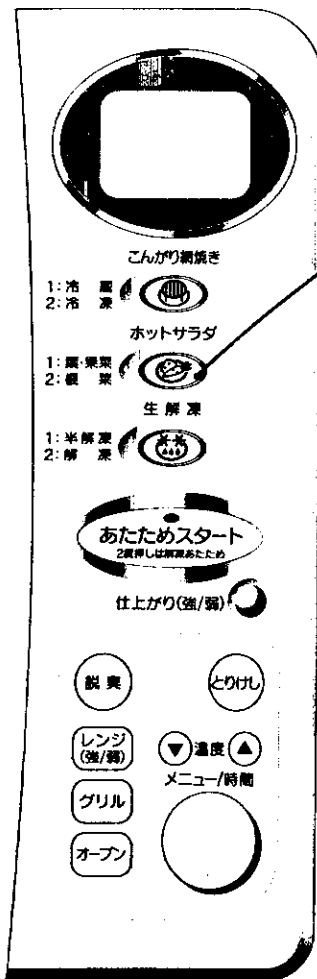 こんがり網焼き
1:冷 蔵
2:冷 凍
ホットサラダ
1:葉・果菜
2:根 菜
生 解 凍
1:半解凍
2:解 凍
あたためスタート
2度押しは解凍あたため
仕上がり(強/弱)
脱臭
とりけし
レンジ
(強/弱)
▼温度▲
メニュー/時間
グリル
オーブン